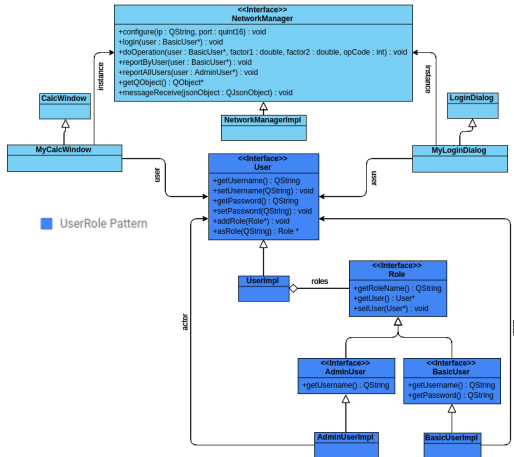 <<Interface>>
NetworkManager
+configure(ip : QString, port : quint16) : void
+login(user : BasicUser*) : void
+doOperation(user : BasicUser*, factor1 : double, factor2 : double, opCode : int) : void
+reportByUser(user : BasicUser*) : void
+reportAllUsers(user : AdminUser*) : void
+getQObject() : QObject*
+messageReceive(jsonObject : QJsonObject) : void
instance
instance
CalcWindow
LoginDialog
NetworkManagerImpl
MyCalcWindow
MyLoginDialog
<<Interface>>
User
+getUsername() : QString
+setUsername(QString) : void
+getPassword() : QString
+setPassword(QString) : void
+addRole(Role*) : void
+asRole(QString) : Role *
user
user
UserRole Pattern
UserImpl
roles
<<Interface>>
Role
+getRoleName() : QString
+getUser() : User*
+setUser(User*) : void
actor
<<Interface>>
AdminUser
+getUsername() : QString
<<Interface>>
BasicUser
+getUsername() : QString
+getPassword() : QString
AdminUserImpl
BasicUserImpl